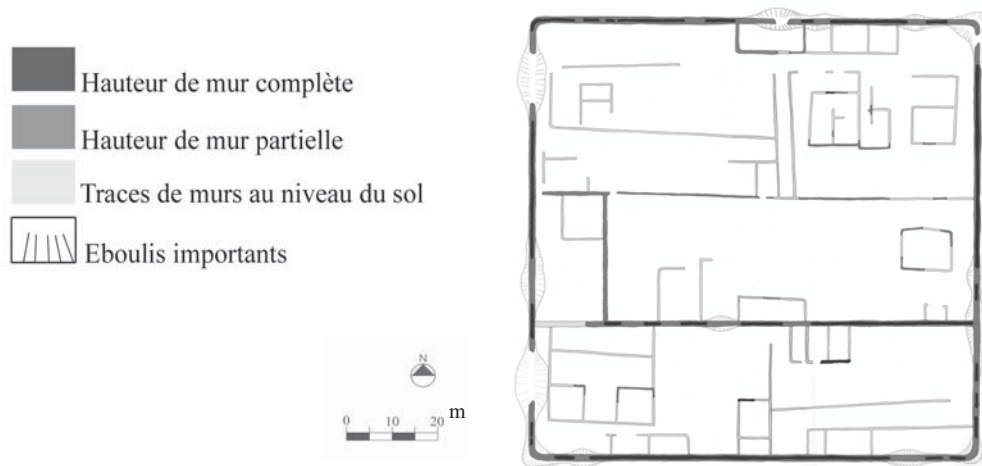 Hauteur de mur complète
Hauteur de mur partielle
Traces de murs au niveau du sol
Eboulis importants
N
0 10 20 m